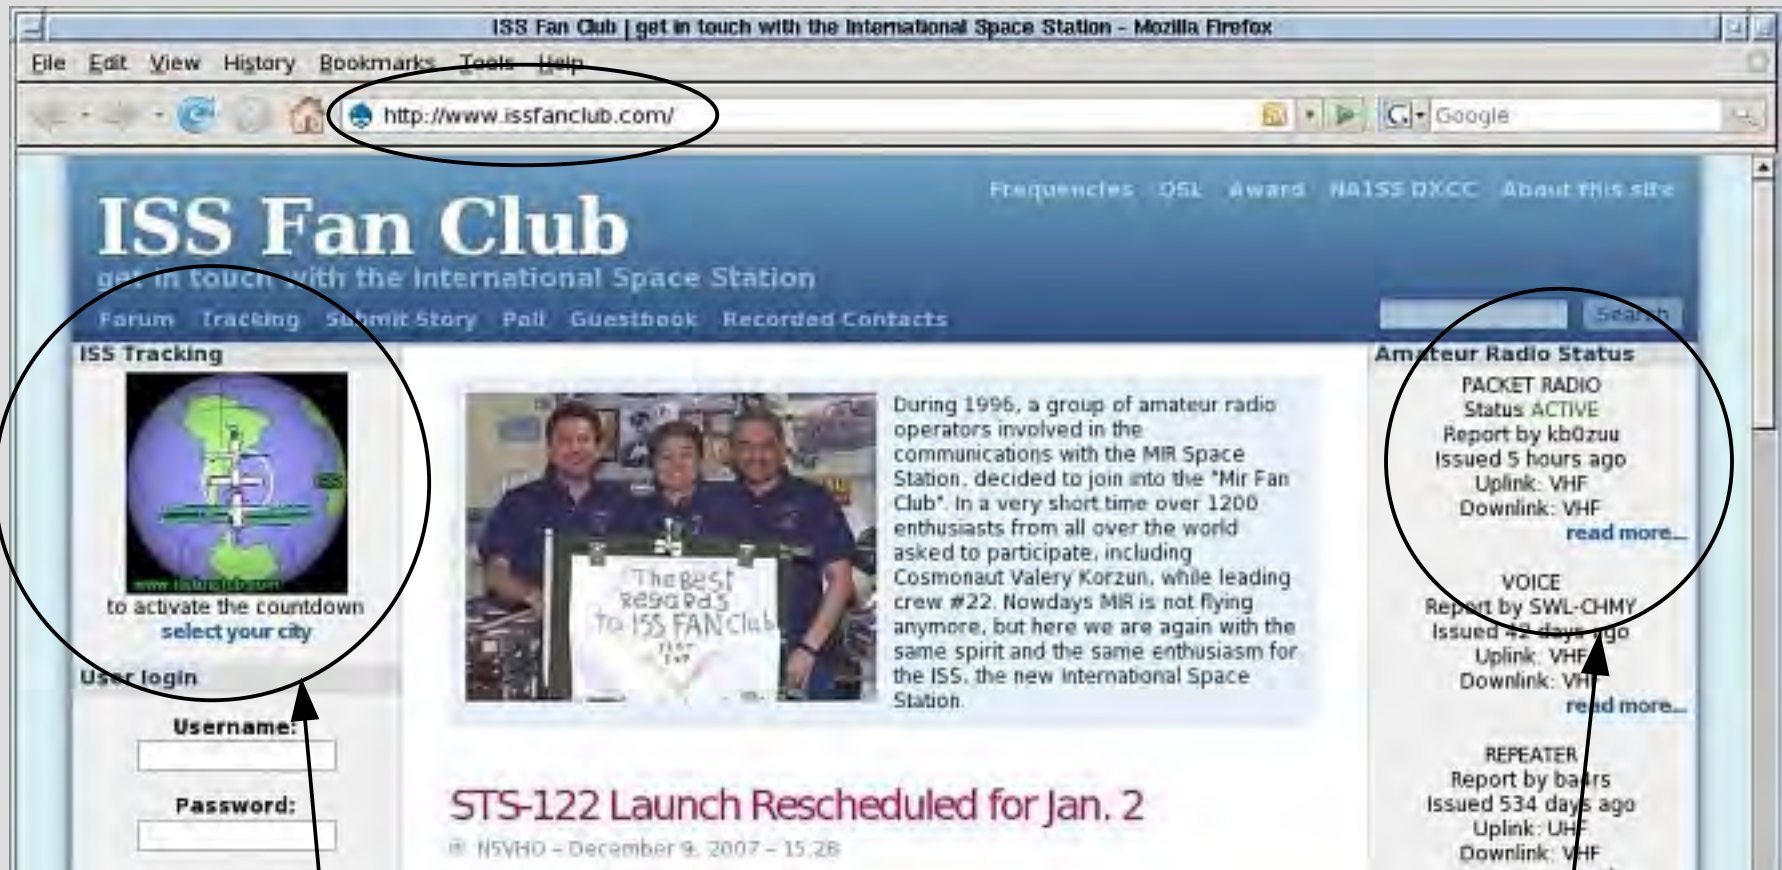 ISS Fan Club | get in touch with the International Space Station - Mozilla Firefox
File Edit View History Bookmarks Tools Help
http://www.issfanclub.com/
Google
Frequencies QSL Award NA1SS DXCC About this site
ISS Fan Club
get in touch with the International Space Station
Forum Tracking Submit Story Poll Guestbook Recorded Contacts
Search
ISS Tracking
ISS
www.issfanclub.com
to activate the countdown
select your city
User login
Username:
Password:
The Best
Regards
To ISS FAN Club
During 1996, a group of amateur radio
operators involved in the
communications with the MIR Space
Station, decided to join into the "Mir Fan
Club". In a very short time over 1200
enthusiasts from all over the world
asked to participate, including
Cosmonaut Valery Korzun, while leading
crew #22. Nowdays MIR is not flying
anymore, but here we are again with the
same spirit and the same enthusiasm for
the ISS, the new International Space
Station.
STS-122 Launch Rescheduled for Jan. 2
N5VHO - December 9, 2007 - 15:28
Amateur Radio Status
PACKET RADIO
Status ACTIVE
Report by kb0zuu
Issued 5 hours ago
Uplink: VHF
Downlink: VHF
read more...
VOICE
Report by SWL-CHMY
Issued 42 days ago
Uplink: VHF
Downlink: VHF
read more...
REPEATER
Report by ba4rs
Issued 534 days ago
Uplink: UHF
Downlink: VHF